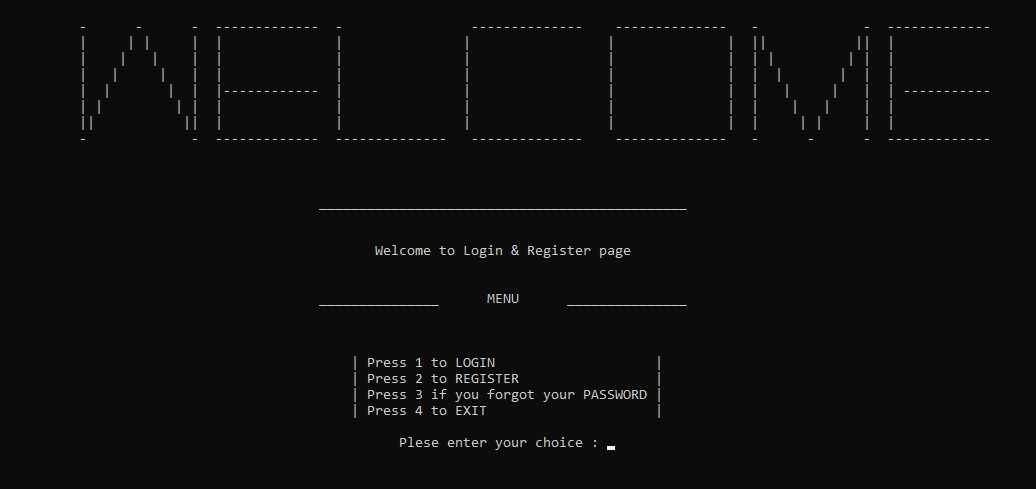 WELCOME
Welcome to Login & Register page
MENU
Press 1 to LOGIN
Press 2 to REGISTER
Press 3 if you forgot your PASSWORD
Press 4 to EXIT
Plese enter your choice :